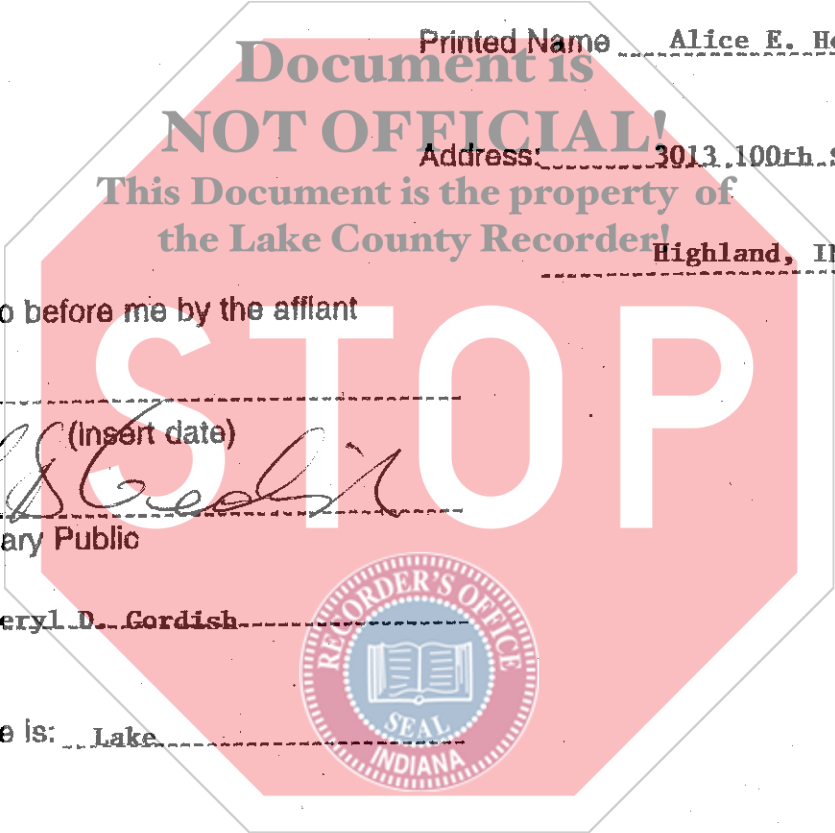 Printed Name Alice E.
Document is
NOT OFFICIAL!
Address: 3013 100th
This Document is the property of
the Lake County Recorder!
Highland, IN
o before me by the affiant
STOP
(insert date)
ary Public
eryl D. Gordish
RECORDER'S OFFICE
SEAL
INDIANA
e is: Lake